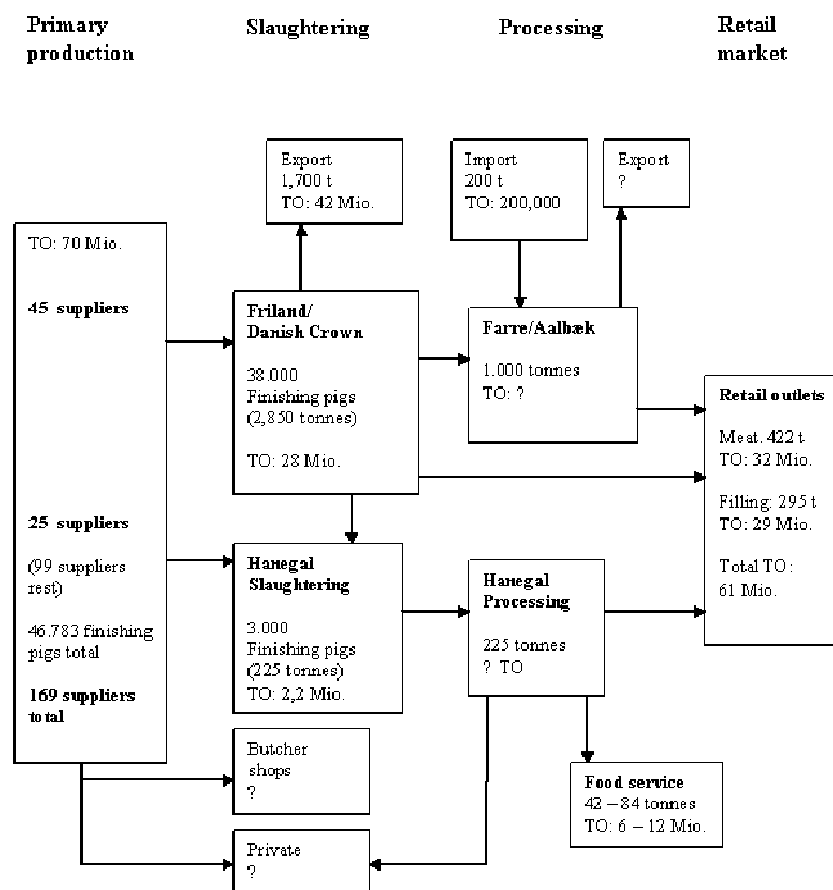 Primary
production
Slaughtering
Processing
Retail
market
Export
1,700 t
TO: 42 Mio.
Import
200 t
TO: 200,000
Export
?
TO: 70 Mio.
45 suppliers
25 suppliers
(99 suppliers
rest)
46.783 finishing
pigs total
169 suppliers
total
Friland/
Danish Crown
38.000
Finishing pigs
(2,850 tonnes)
TO: 28 Mio.
Farre/Aalbæk
1.000 tonnes
TO: ?
Retail outlets
Meat. 422 t
TO: 32 Mio.
Filling: 295 t
TO: 29 Mio.
Total TO:
61 Mio.
Hanegal
Slaughtering
3.000
Finishing pigs
(225 tonnes)
TO: 2,2 Mio.
Hanegal
Processing
225 tonnes
? TO
Butcher
shops
?
Food service
42 – 84 tonnes
TO: 6 – 12 Mio.
Private
?